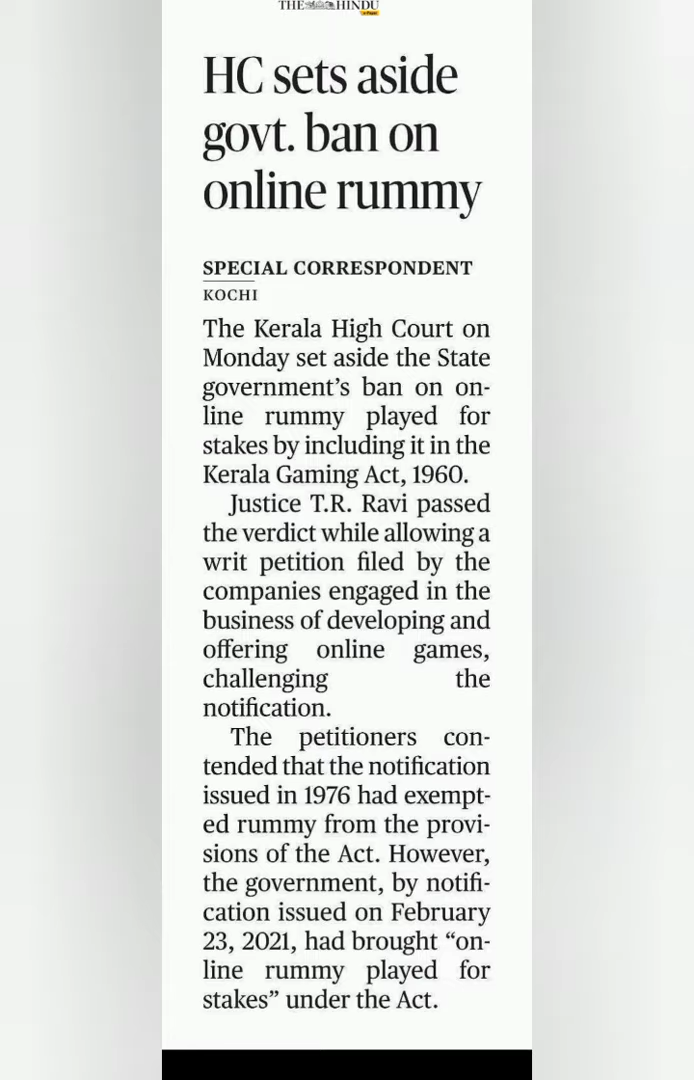 THE HINDU
e-Paper
HC sets aside
govt. ban on
online rummy
SPECIAL CORRESPONDENT
KOCHI
The Kerala High Court on
Monday set aside the State
government’s ban on on-
line rummy played for
stakes by including it in the
Kerala Gaming Act, 1960.
Justice T.R. Ravi passed
the verdict while allowing a
writ petition filed by the
companies engaged in the
business of developing and
offering online games,
challenging the
notification.
The petitioners con-
tended that the notification
issued in 1976 had exempt-
ed rummy from the provi-
sions of the Act. However,
the government, by notifi-
cation issued on February
23, 2021, had brought “on-
line rummy played for
stakes” under the Act.